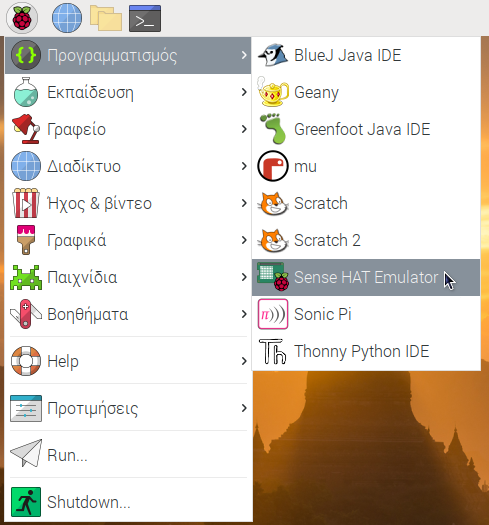 Προγραμματισμός
Εκπαίδευση
Γραφείο
Διαδίκτυο
Ήχος & βίντεο
Γραφικά
Παιχνίδια
Βοηθήματα
Help
Προτιμήσεις
Run...
Shutdown...
BlueJ Java IDE
Geany
Greenfoot Java IDE
mu
Scratch
Scratch 2
Sense HAT Emulator
π)))
Sonic Pi
Th
Thonny Python IDE